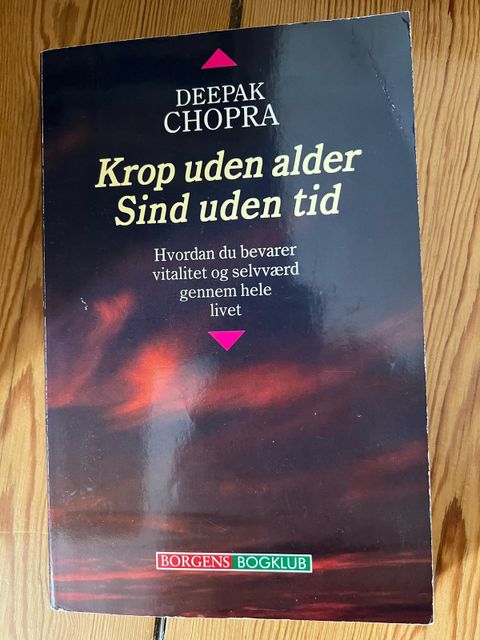 DEEPAK
CHOPRA
Krop uden alder
Sind uden tid
Hvordan du bevarer
vitalitet og selvværd
gennem hele
livet
BORGENS BOGKLUB